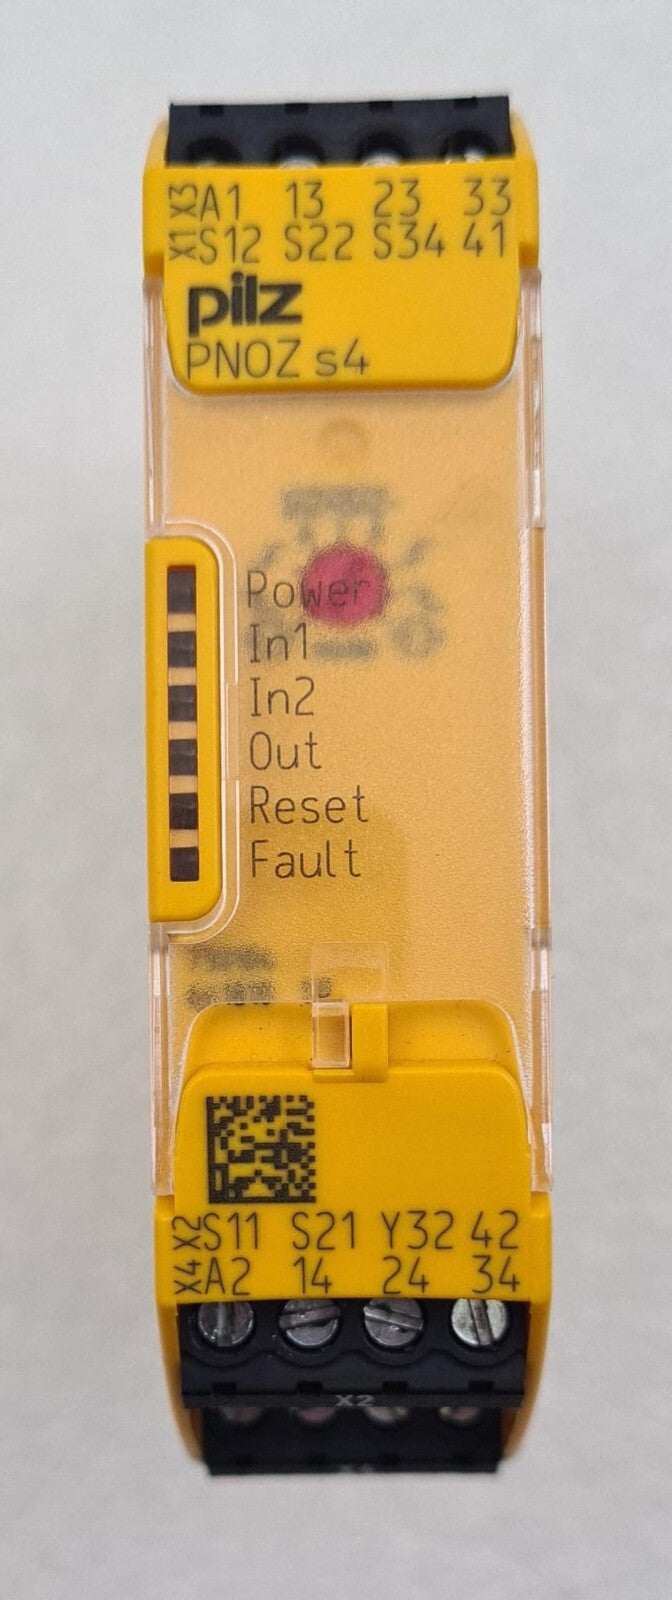 X3 A1 13 23 33
X1 S12 S22 S34 41
pilz
PNOZ s4
Power
In1
In2
Out
Reset
Fault
X2 S11 S21 Y32 42
X4 A2 14 24 34
X2